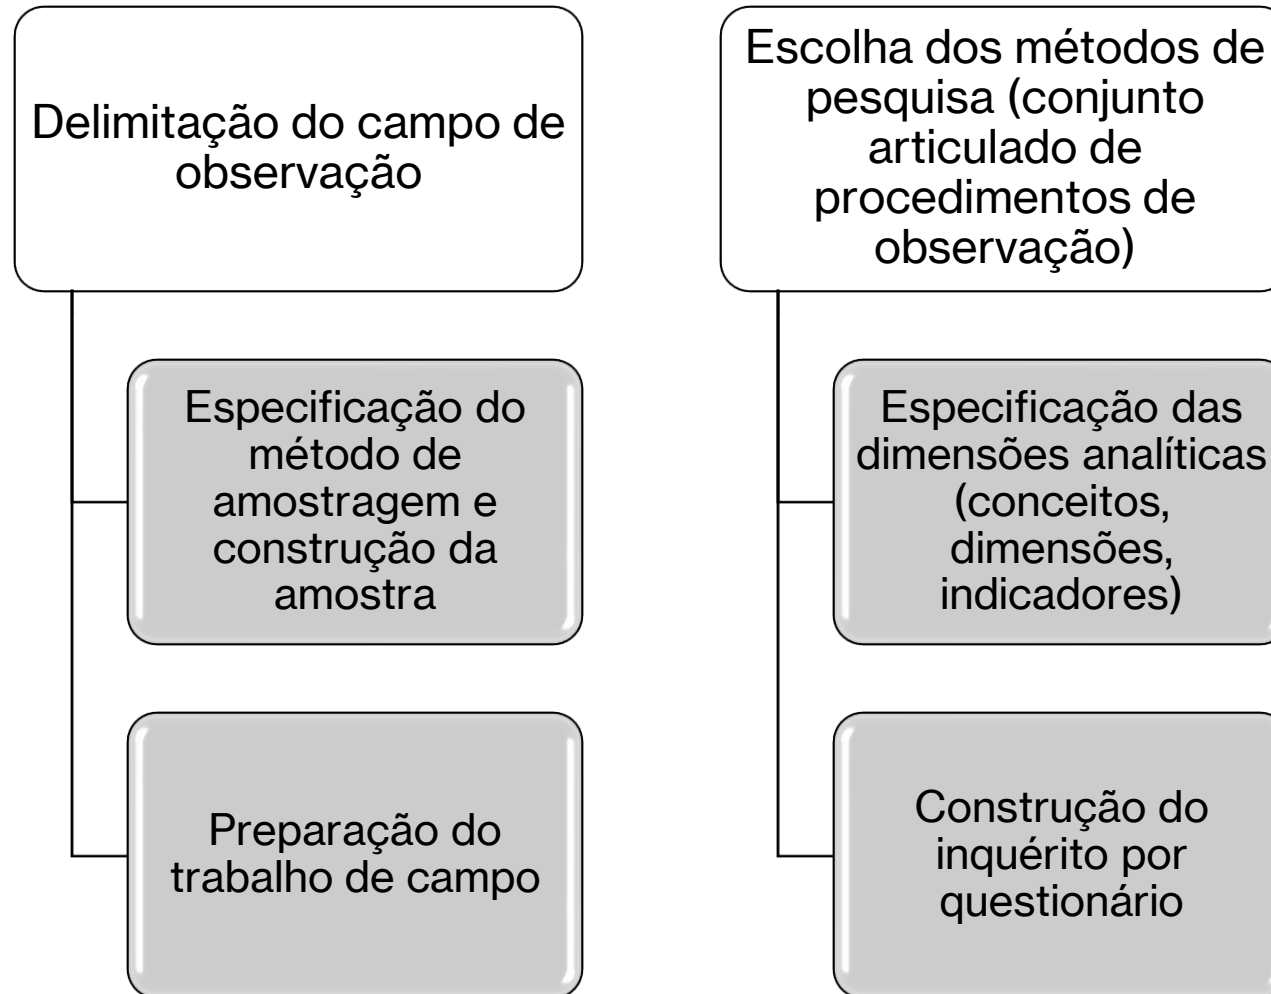 Delimitação do campo de
observação
Especificação do
método de
amostragem e
construção da
amostra
Preparação do
trabalho de campo
Escolha dos métodos de
pesquisa (conjunto
articulado de
procedimentos de
observação)
Especificação das
dimensões analíticas
(conceitos,
dimensões,
indicadores)
Construção do
inquérito por
questionário